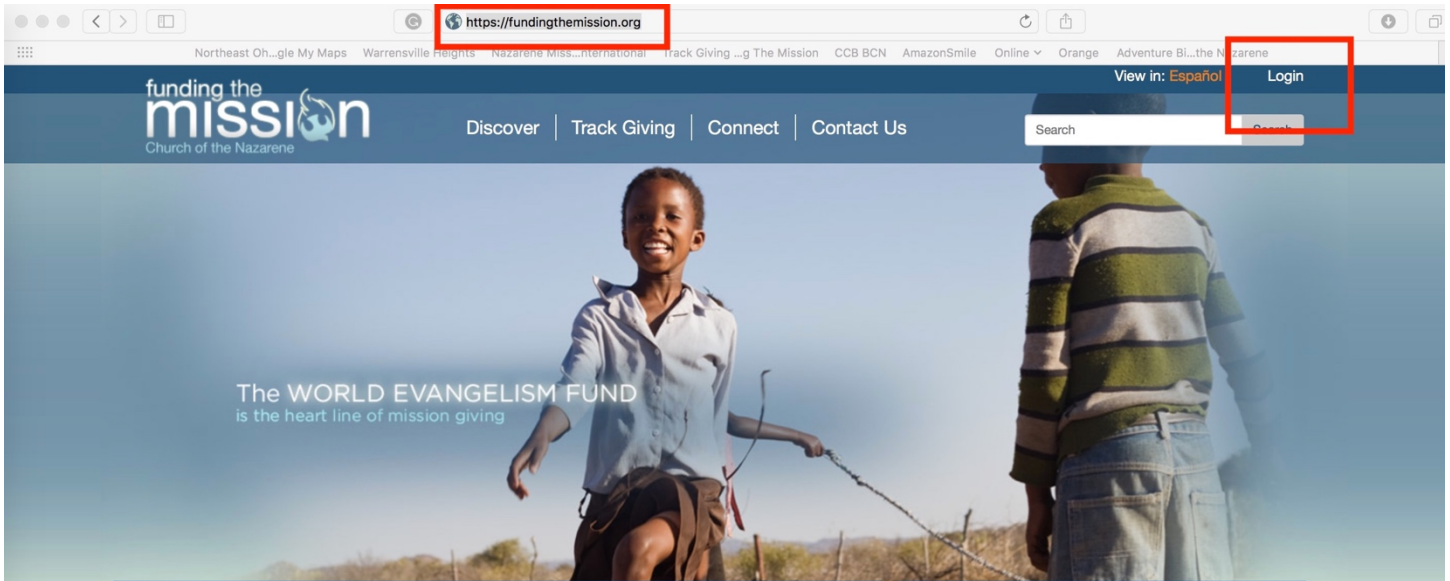 https://fundingthemission.org
Northeast Oh...gle My Maps Warrensville Heights Nazarene Miss...nternational Track Giving ...g The Mission CCB BCN AmazonSmile Online Orange Adventure Bi...the Nazarene
View in: Español Login
funding the
mission
Church of the Nazarene
Discover Track Giving Connect Contact Us
Search Search
The WORLD EVANGELISM FUND
is the heart line of mission giving